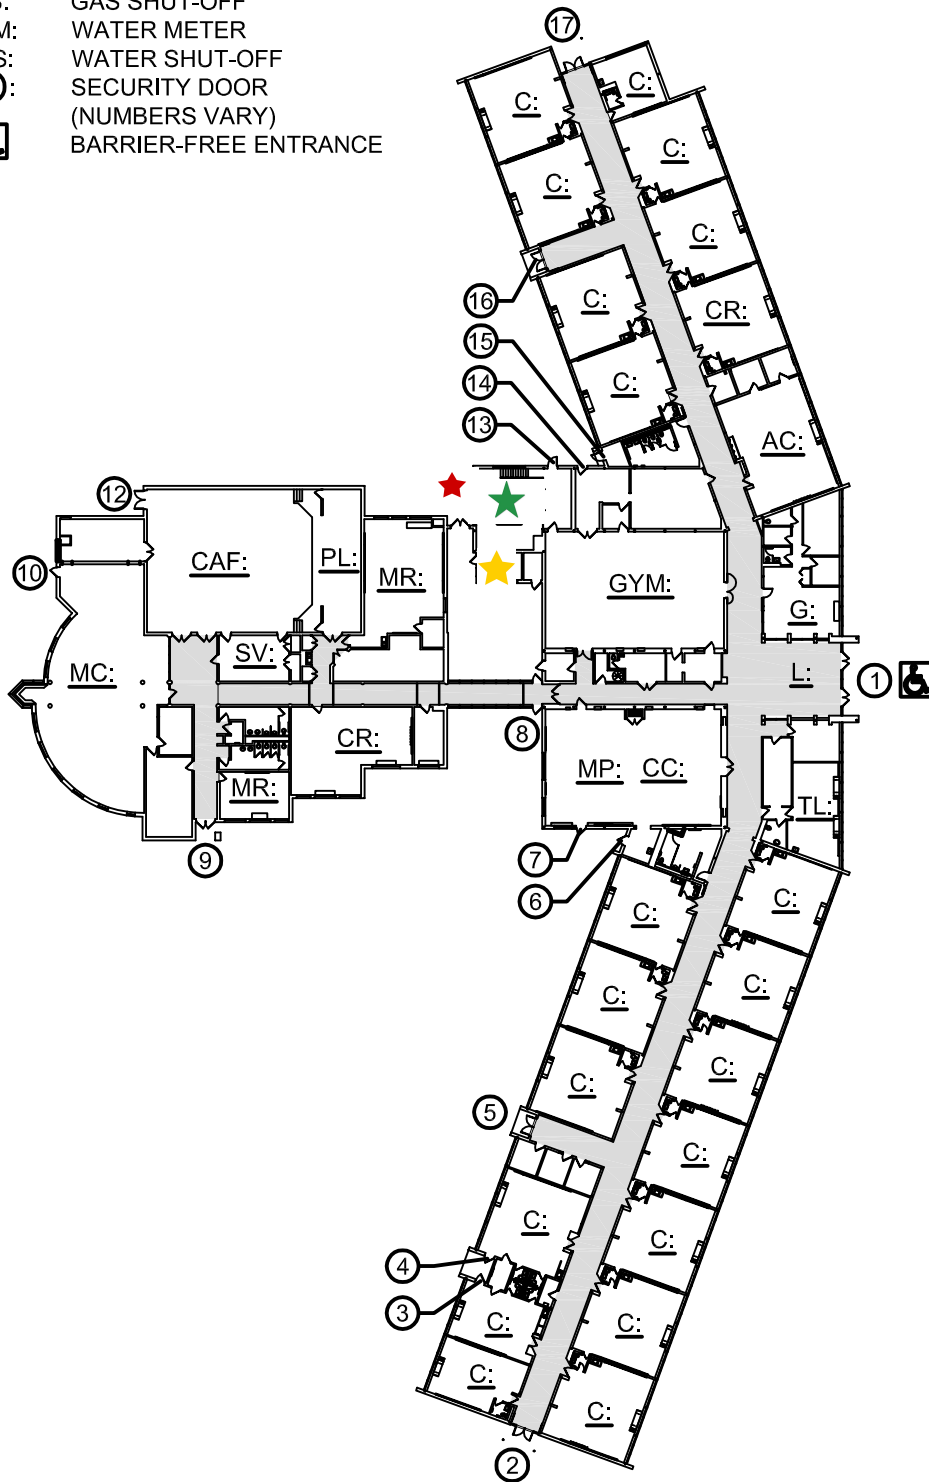 GAS SHUT-OFF
M: WATER METER
S: WATER SHUT-OFF
: SECURITY DOOR
(NUMBERS VARY)
BARRIER-FREE ENTRANCE
17
C:
C:
C:
C:
C:
16
C:
CR:
15
C:
14
13
AC:
12
CAF:
PL:
10
MR:
GYM:
G:
SV:
MC:
L:
1
8
CR:
MP:
CC:
MR:
TL:
9
7
6
C:
C:
C:
C:
C:
C:
5
C:
C:
C:
4
3
C:
C:
C:
C:
2